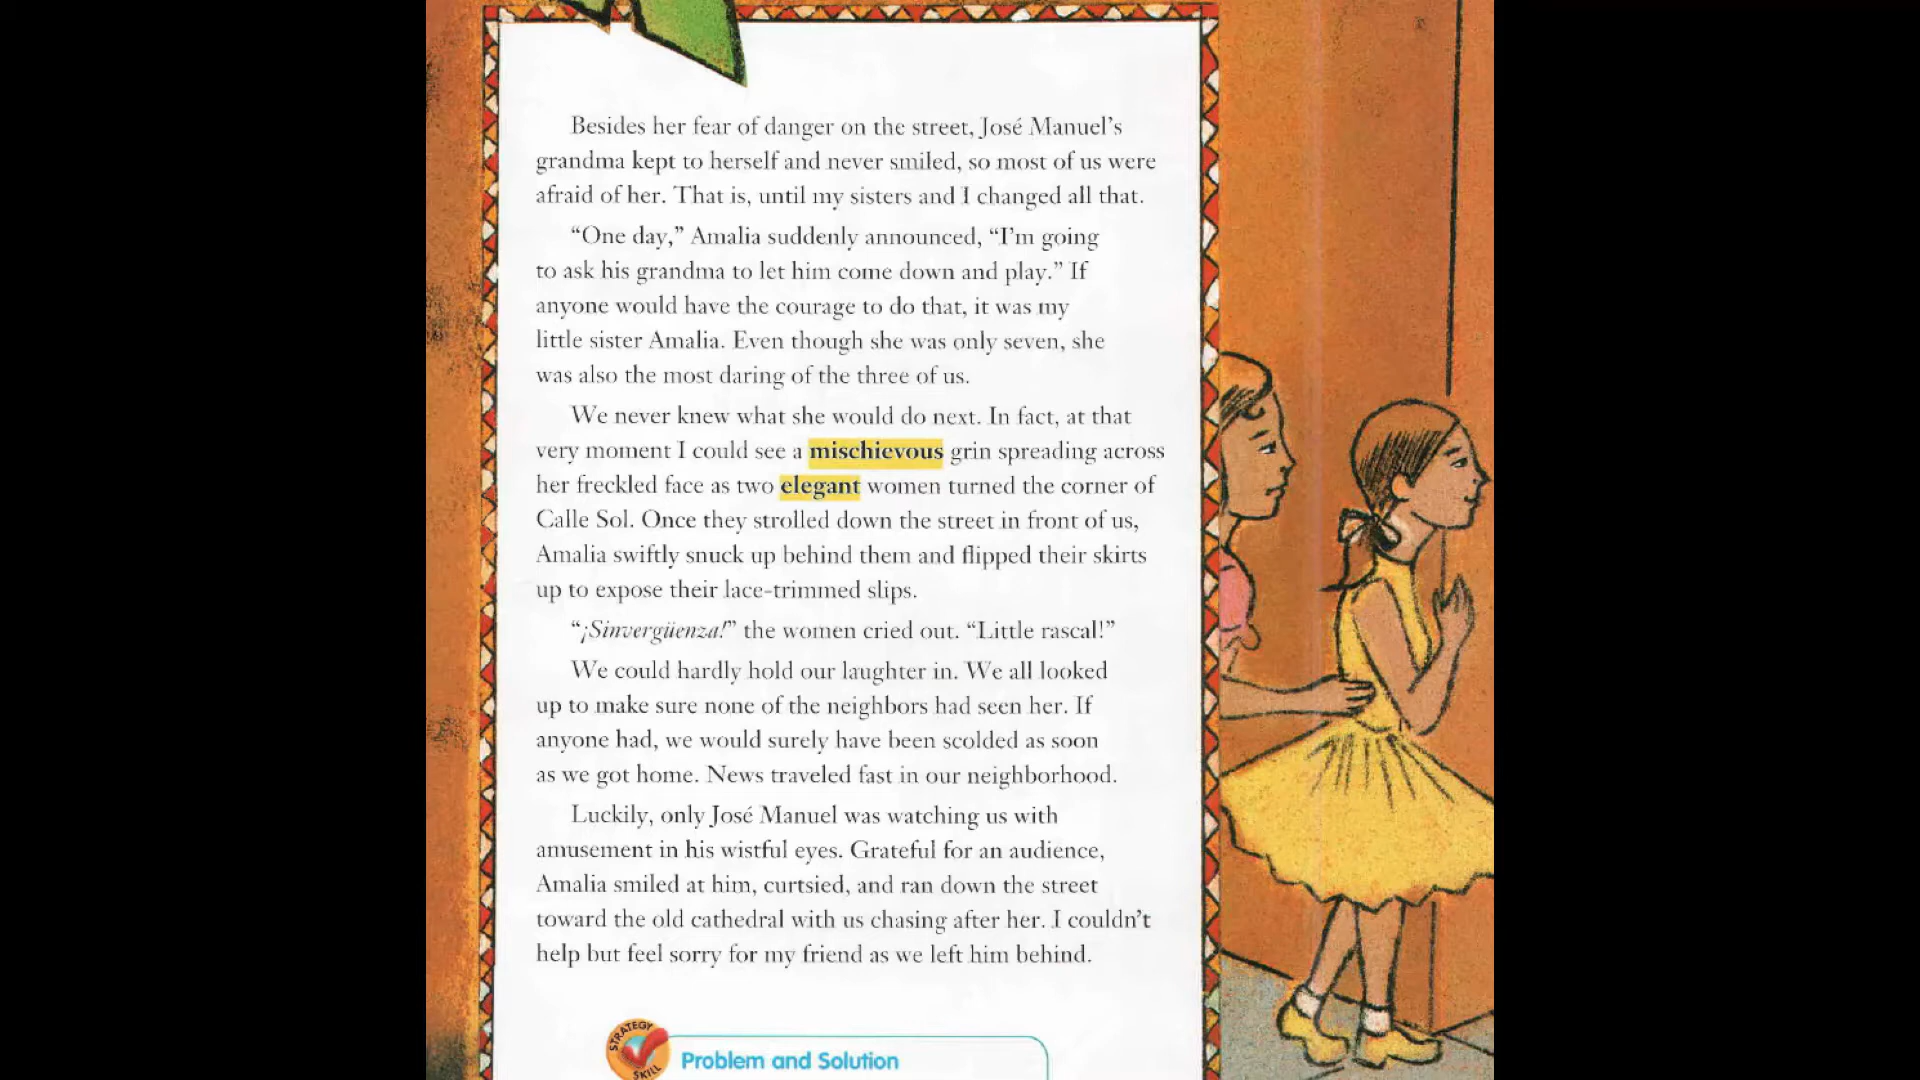 Besides her fear of danger on the street, José Manuel's
grandma kept to herself and never smiled, so most of us were
afraid of her. That is, until my sisters and I changed all that.
“One day,” Amalia suddenly announced, “I'm going
to ask his grandma to let him come down and play.” If
anyone would have the courage to do that, it was my
little sister Amalia. Even though she was only seven, she
was also the most daring of the three of us.
We never knew what she would do next. In fact, at that
very moment I could see a mischievous grin spreading across
her freckled face as two elegant women turned the corner of
Calle Sol. Once they strolled down the street in front of us,
Amalia swiftly snuck up behind them and flipped their skirts
up to expose their lace-trimmed slips.
“¡Sinvergüenza!” the women cried out. “Little rascal!”
We could hardly hold our laughter in. We all looked
up to make sure none of the neighbors had seen her. If
anyone had, we would surely have been scolded as soon
as we got home. News traveled fast in our neighborhood.
Luckily, only José Manuel was watching us with
amusement in his wistful eyes. Grateful for an audience,
Amalia smiled at him, curtsied, and ran down the street
toward the old cathedral with us chasing after her. I couldn't
help but feel sorry for my friend as we left him behind.
STRATEGY
SKILL
Problem and Solution